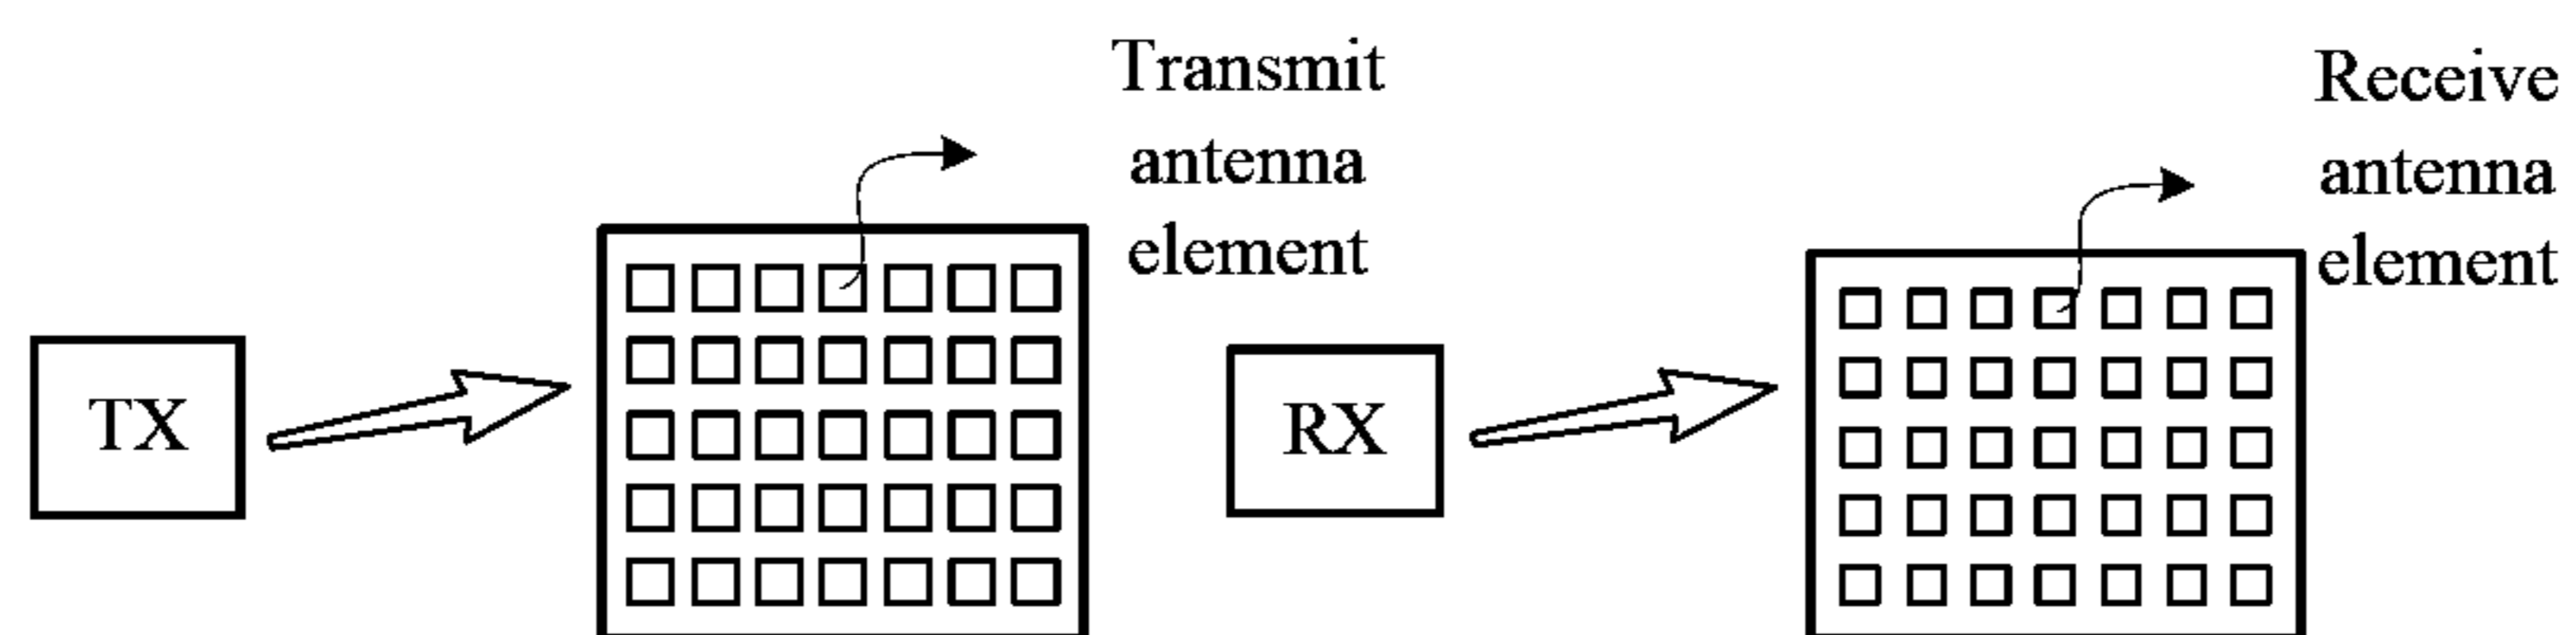 Transmit
antenna
element
Receive
antenna
element
TX
RX